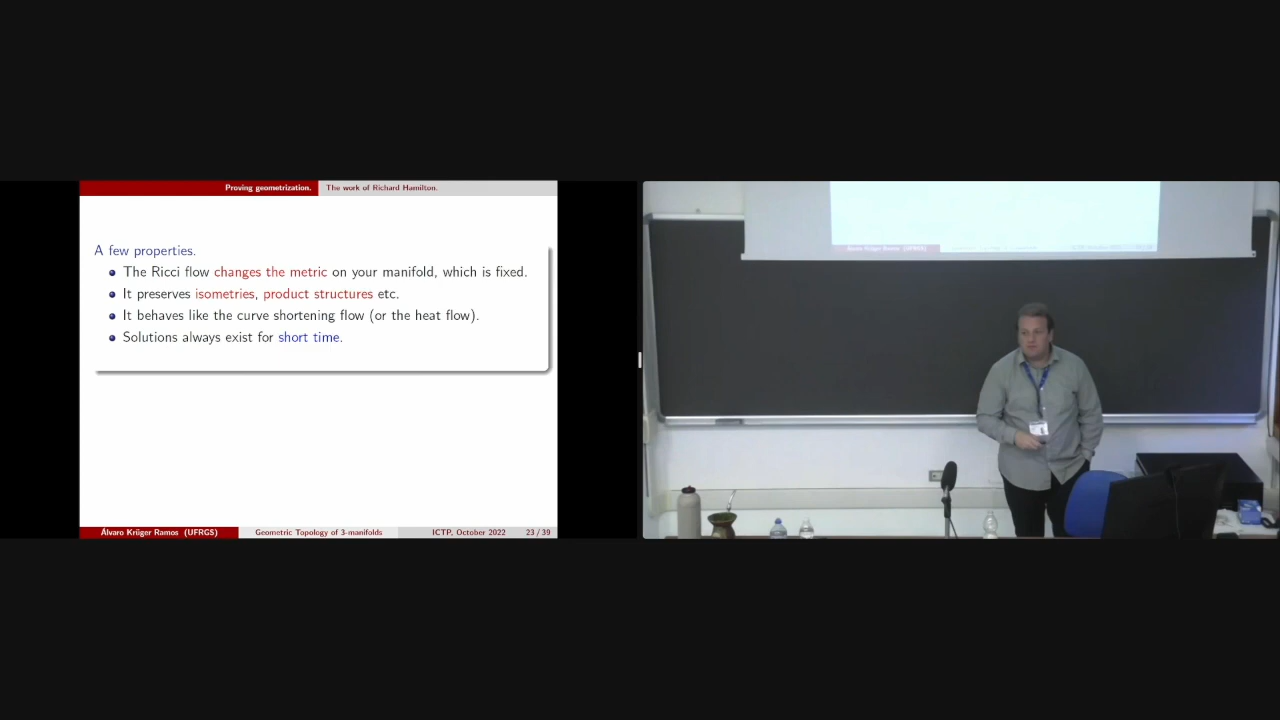 Proving geometrization. The work of Richard Hamilton.
A few properties.
The Ricci flow changes the metric on your manifold, which is fixed.
It preserves isometries, product structures etc.
It behaves like the curve shortening flow (or the heat flow).
Solutions always exist for short time.
Álvaro Krüger Ramos (UFRGS) Geometric Topology of 3-manifolds ICTP, October 2022 23 / 39